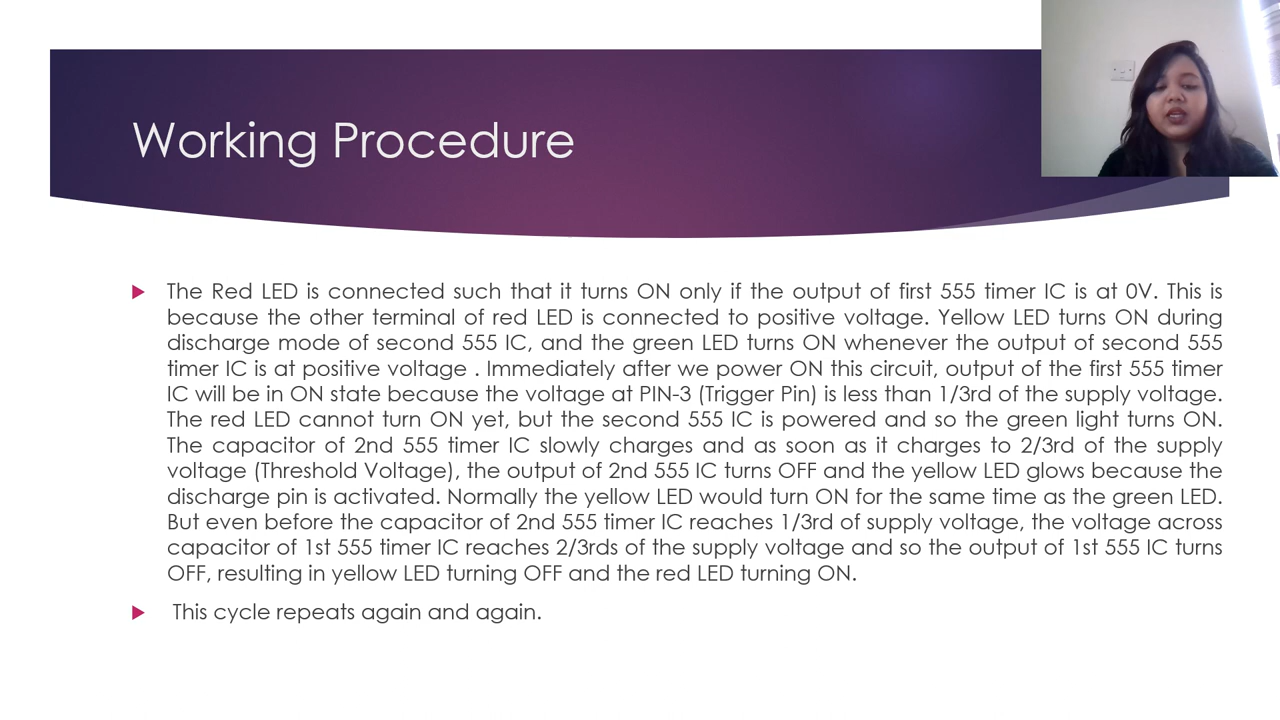 Working Procedure
The Red LED is connected such that it turns ON only if the output of first 555 timer IC is at 0V. This is
because the other terminal of red LED is connected to positive voltage. Yellow LED turns ON during
discharge mode of second 555 IC, and the green LED turns ON whenever the output of second 555
timer IC is at positive voltage . Immediately after we power ON this circuit, output of the first 555 timer
IC will be in ON state because the voltage at PIN-3 (Trigger Pin) is less than 1/3rd of the supply voltage.
The red LED cannot turn ON yet, but the second 555 IC is powered and so the green light turns ON.
The capacitor of 2nd 555 timer IC slowly charges and as soon as it charges to 2/3rd of the supply
voltage (Threshold Voltage), the output of 2nd 555 IC turns OFF and the yellow LED glows because the
discharge pin is activated. Normally the yellow LED would turn ON for the same time as the green LED.
But even before the capacitor of 2nd 555 timer IC reaches 1/3rd of supply voltage, the voltage across
capacitor of 1st 555 timer IC reaches 2/3rds of the supply voltage and so the output of 1st 555 IC turns
OFF, resulting in yellow LED turning OFF and the red LED turning ON.
This cycle repeats again and again.